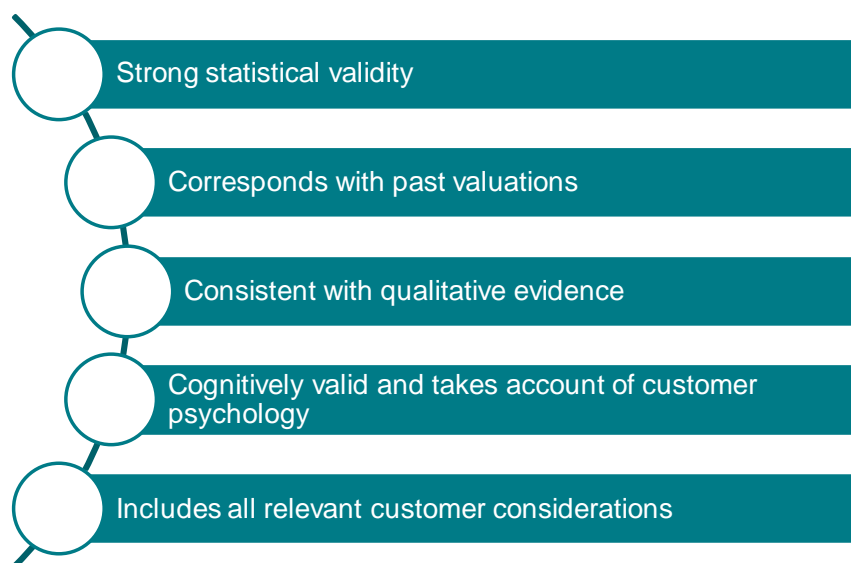 Strong statistical validity
Corresponds with past valuations
Consistent with qualitative evidence
Cognitively valid and takes account of customer
psychology
Includes all relevant customer considerations